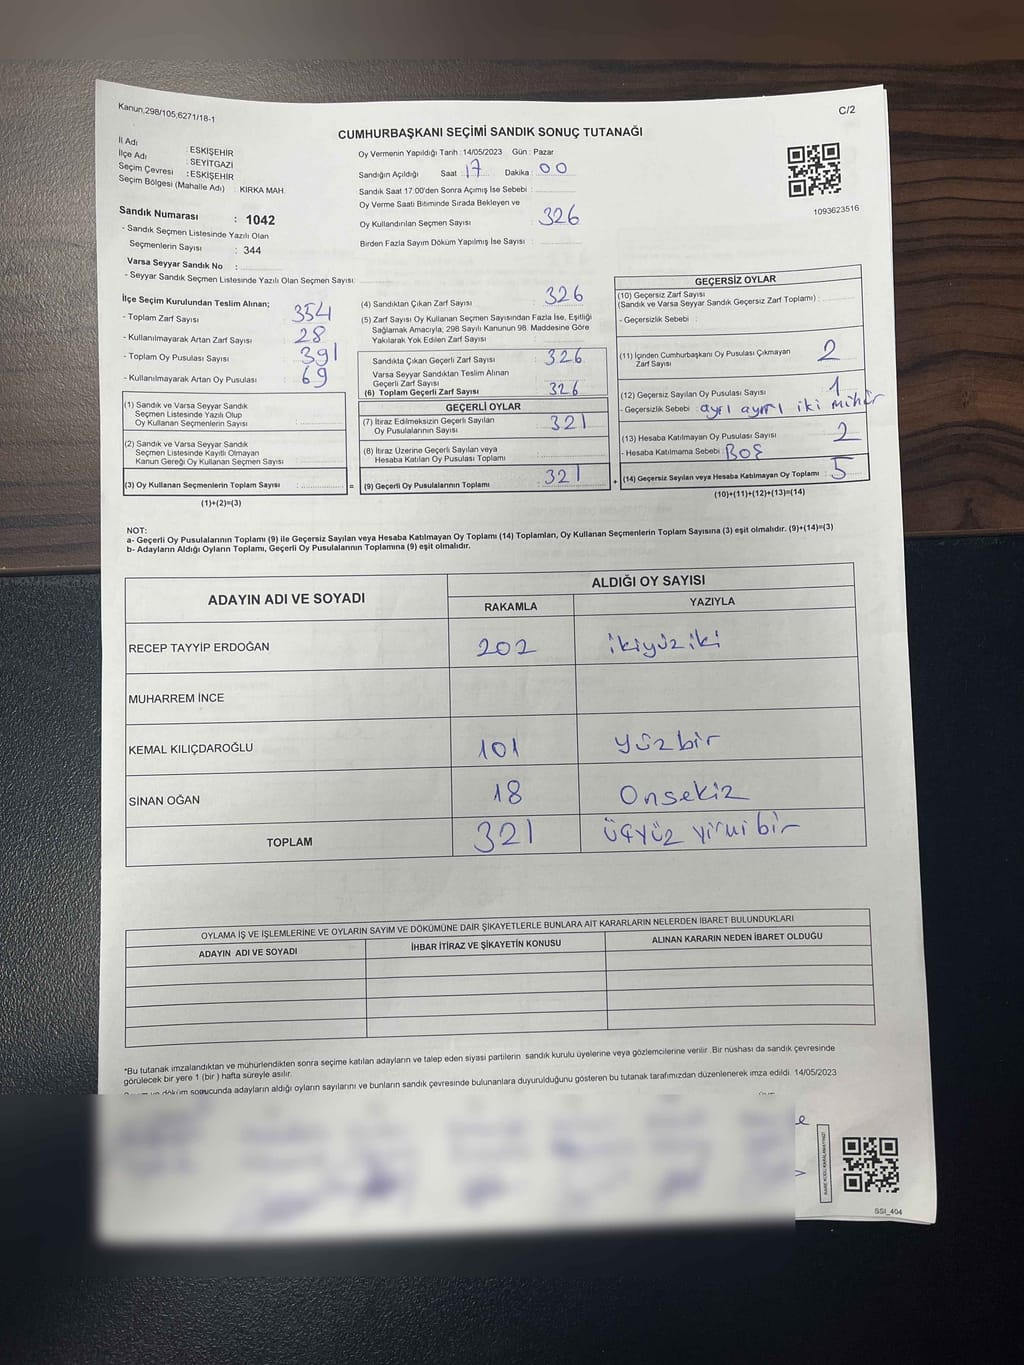 Kanun,298/105;6271/18-1
C/2
CUMHURBAŞKANI SEÇİMİ SANDIK SONUÇ TUTANAĞI
İl Adı : ESKİŞEHİR
İlçe Adı : SEYİTGAZİ
Seçim Çevresi : ESKİŞEHİR
Seçim Bölgesi (Mahalle Adı) : KIRKA MAH.
Sandık Numarası : 1042
- Sandık Seçmen Listesinde Yazılı Olan
Seçmenlerin Sayısı : 344
Varsa Seyyar Sandık No :
- Seyyar Sandık Seçmen Listesinde Yazılı Olan Seçmen Sayısı:
Oy Vermenin Yapıldığı Tarih :14/05/2023 Gün : Pazar
Sandığın Açıldığı Saat : 17 Dakika : 00
Sandık Saat 17:00'den Sonra Açımış İse Sebebi :
Oy Verme Saati Bitiminde Sırada Bekleyen ve
Oy Kullandırılan Seçmen Sayısı : 326
Birden Fazla Sayım Döküm Yapılmış İse Sayısı :
1093623516
İlçe Seçim Kurulundan Teslim Alınan;
- Toplam Zarf Sayısı : 354
- Kullanılmayarak Artan Zarf Sayısı : 28
- Toplam Oy Pusulası Sayısı : 391
- Kullanılmayarak Artan Oy Pusulası : 69
(1) Sandık ve Varsa Seyyar Sandık
Seçmen Listesinde Yazılı Olup
Oy Kullanan Seçmenlerin Sayısı :
(2) Sandık ve Varsa Seyyar Sandık
Seçmen Listesinde Kayıtlı Olmayan
Kanun Gereği Oy Kullanan Seçmen Sayısı :
(3) Oy Kullanan Seçmenlerin Toplam Sayısı :
=
(1)+(2)=(3)
(4) Sandıktan Çıkan Zarf Sayısı : 326
(5) Zarf Sayısı Oy Kullanan Seçmen Sayısından Fazla İse, Eşitliği
Sağlamak Amacıyla; 298 Sayılı Kanunun 98. Maddesine Göre
Yakılarak Yok Edilen Zarf Sayısı :
Sandıkta Çıkan Geçerli Zarf Sayısı : 326
Varsa Seyyar Sandıktan Teslim Alınan
Geçerli Zarf Sayısı :
(6) Toplam Geçerli Zarf Sayısı : 326
GEÇERLİ OYLAR
(7) İtiraz Edilmeksizin Geçerli Sayılan
Oy Pusulalarının Sayısı : 321
(8) İtiraz Üzerine Geçerli Sayılan veya
Hesaba Katılan Oy Pusulası Toplamı :
(9) Geçerli Oy Pusulalarının Toplamı : 321
+
GEÇERSİZ OYLAR
(10) Geçersiz Zarf Sayısı
(Sandık ve Varsa Seyyar Sandık Geçersiz Zarf Toplamı) :
- Geçersizlik Sebebi :
(11) İçinden Cumhurbaşkanı Oy Pusulası Çıkmayan
Zarf Sayısı : 2
(12) Geçersiz Sayılan Oy Pusulası Sayısı : 1
- Geçersizlik Sebebi : ayrı ayrı iki mühür
(13) Hesaba Katılmayan Oy Pusulası Sayısı : 2
- Hesaba Katılmama Sebebi : BOŞ
(14) Geçersiz Sayılan veya Hesaba Katılmayan Oy Toplamı : 5
(10)+(11)+(12)+(13)=(14)
NOT:
a- Geçerli Oy Pusulalarının Toplamı (9) ile Geçersiz Sayılan veya Hesaba Katılmayan Oy Toplamı (14) Toplamları, Oy Kullanan Seçmenlerin Toplam Sayısına (3) eşit olmalıdır. (9)+(14)=(3)
b- Adayların Aldığı Oyların Toplamı, Geçerli Oy Pusulalarının Toplamına (9) eşit olmalıdır.
ADAYIN ADI VE SOYADI
ALDIĞI OY SAYISI
RAKAMLA YAZIYLA
RECEP TAYYİP ERDOĞAN 202 ikiyüz iki
MUHARREM İNCE
KEMAL KILIÇDAROĞLU 101 yüz bir
SİNAN OĞAN 18 Onsekiz
TOPLAM 321 üçyüz yirmi bir
OYLAMA İŞ VE İŞLEMLERİNE VE OYLARIN SAYIM VE DÖKÜMÜNE DAİR ŞİKAYETLERLE BUNLARA AİT KARARLARIN NELERDEN İBARET BULUNDUKLARI
ADAYIN ADI VE SOYADI İHBAR İTİRAZ VE ŞİKAYETİN KONUSU ALINAN KARARIN NEDEN İBARET OLDUĞU
*Bu tutanak imzalandıktan ve mühürlendikten sonra seçime katılan adayların ve talep eden siyasi partilerin sandık kurulu üyelerine veya gözlemcilerine verilir. Bir nüshası da sandık çevresinde
görülecek bir yere 1 (bir ) hafta süreyle asılır.
döküm sonucunda adayların aldığı oyların sayılarını ve bunların sandık çevresinde bulunanlara duyurulduğunu gösteren bu tutanak tarafımızdan düzenlenerek imza edildi. 14/05/2023
SSI_404